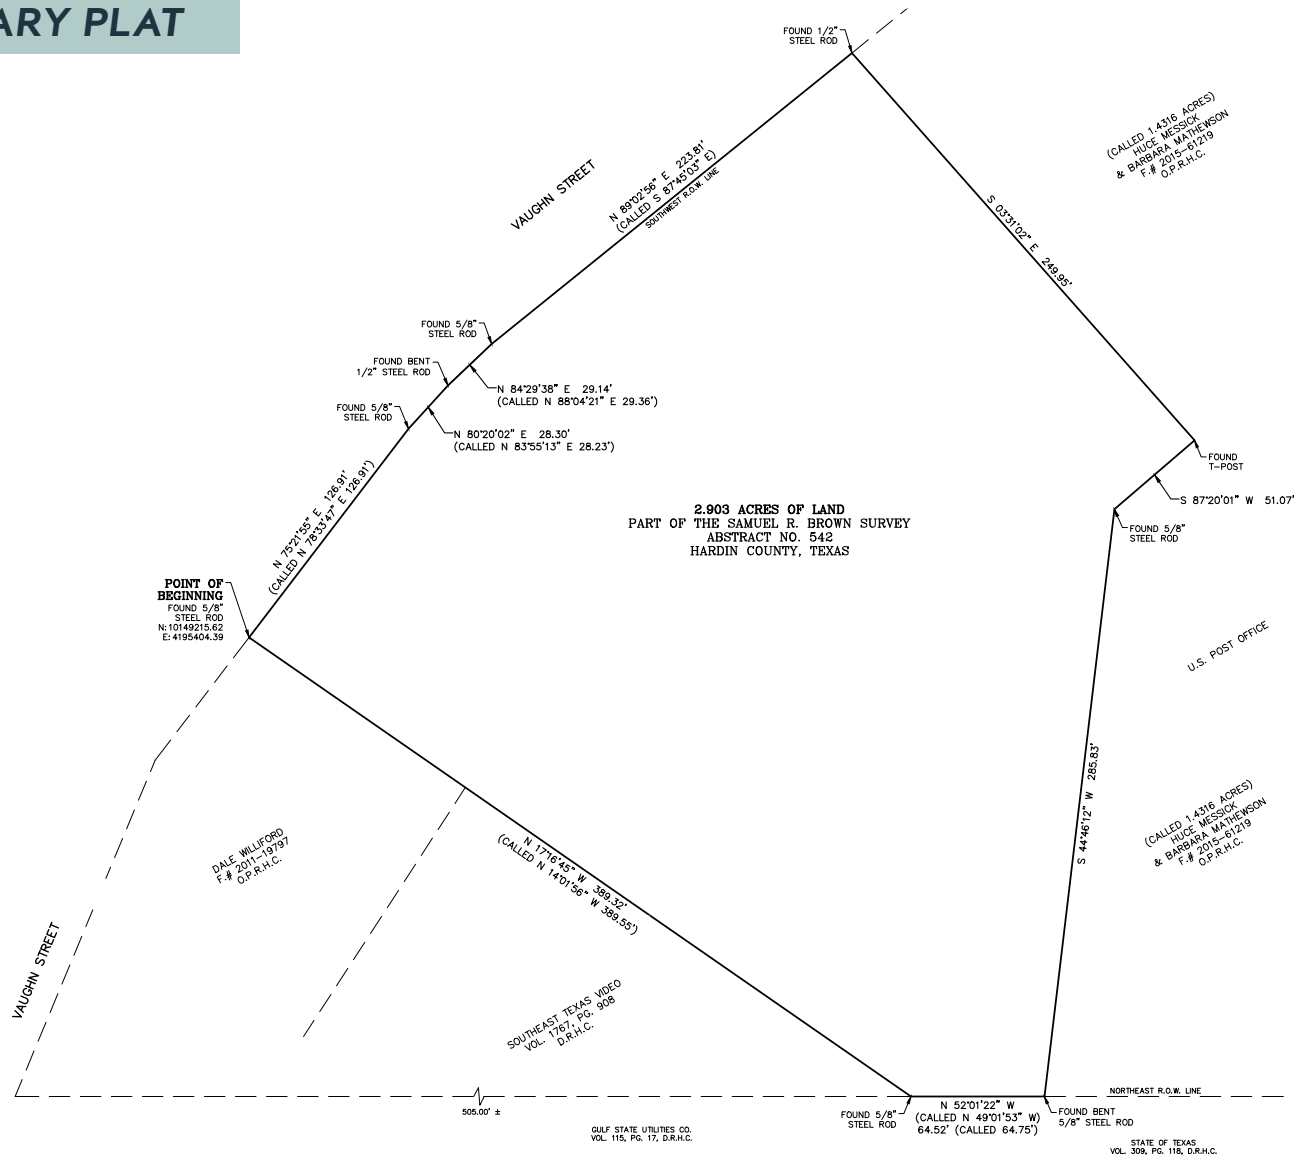 ARY PLAT
FOUND 1/2"
STEEL ROD
(CALLED 1.4316 ACRES)
HUCE MESSICK
& BARBARA MATHEWSON
F.# 2015-61219
O.P.R.H.C.
VAUGHN STREET
N 89°02'56" E 223.81'
(CALLED S 87°45'03" E)
SOUTHWEST R.O.W. LINE
S 03°31'02" E 249.95'
FOUND 5/8"
STEEL ROD
FOUND BENT
1/2" STEEL ROD
N 84°29'38" E 29.14'
(CALLED N 88°04'21" E 29.36')
FOUND 5/8"
STEEL ROD
N 80°20'02" E 28.30'
(CALLED N 83°55'13" E 28.23')
FOUND
T-POST
S 87°20'01" W 51.07'
FOUND 5/8"
STEEL ROD
N 75°21'55" E 126.91'
(CALLED N 78°33'47" E 126.91')
2.903 ACRES OF LAND
PART OF THE SAMUEL R. BROWN SURVEY
ABSTRACT NO. 542
HARDIN COUNTY, TEXAS
POINT OF
BEGINNING
FOUND 5/8"
STEEL ROD
N:10149215.62
E:4195404.39
U.S. POST OFFICE
S 44°46'12" W 285.83'
(CALLED 1.4316 ACRES)
HUCE MESSICK
& BARBARA MATHEWSON
F.# 2015-61219
O.P.R.H.C.
DALE WILLIFORD
F.# 2011-19797
O.P.R.H.C.
N 17°16'45" W 389.32'
(CALLED N 14°01'56" W 389.55')
VAUGHN STREET
SOUTHEAST TEXAS VIDEO
VOL. 1767, PG. 908
D.R.H.C.
NORTHEAST R.O.W. LINE
505.00' ±
FOUND 5/8"
STEEL ROD
N 52°01'22" W
(CALLED N 49°01'53" W)
64.52' (CALLED 64.75')
FOUND BENT
5/8" STEEL ROD
GULF STATE UTILITIES CO.
VOL. 115, PG. 17, D.R.H.C.
STATE OF TEXAS
VOL. 309, PG. 118, D.R.H.C.